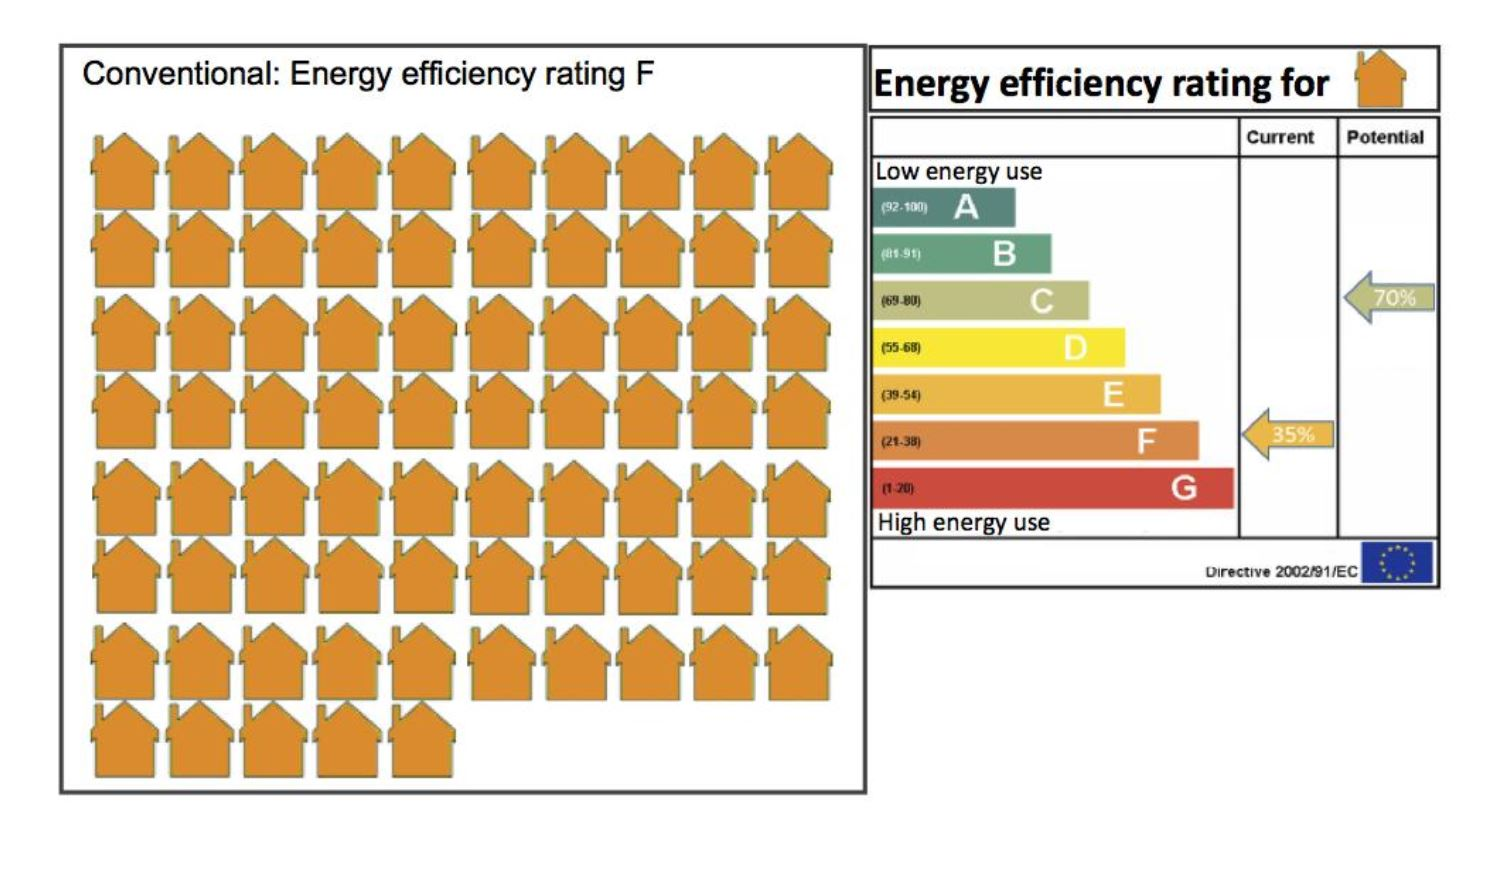 Conventional: Energy efficiency rating F
Energy efficiency rating for
Current Potential
Low energy use
(92-100) A
(81-91) B
(69-80) C
70%
(55-68) D
(39-54) E
(21-38) F
35%
(1-20) G
High energy use
Directive 2002/91/EC